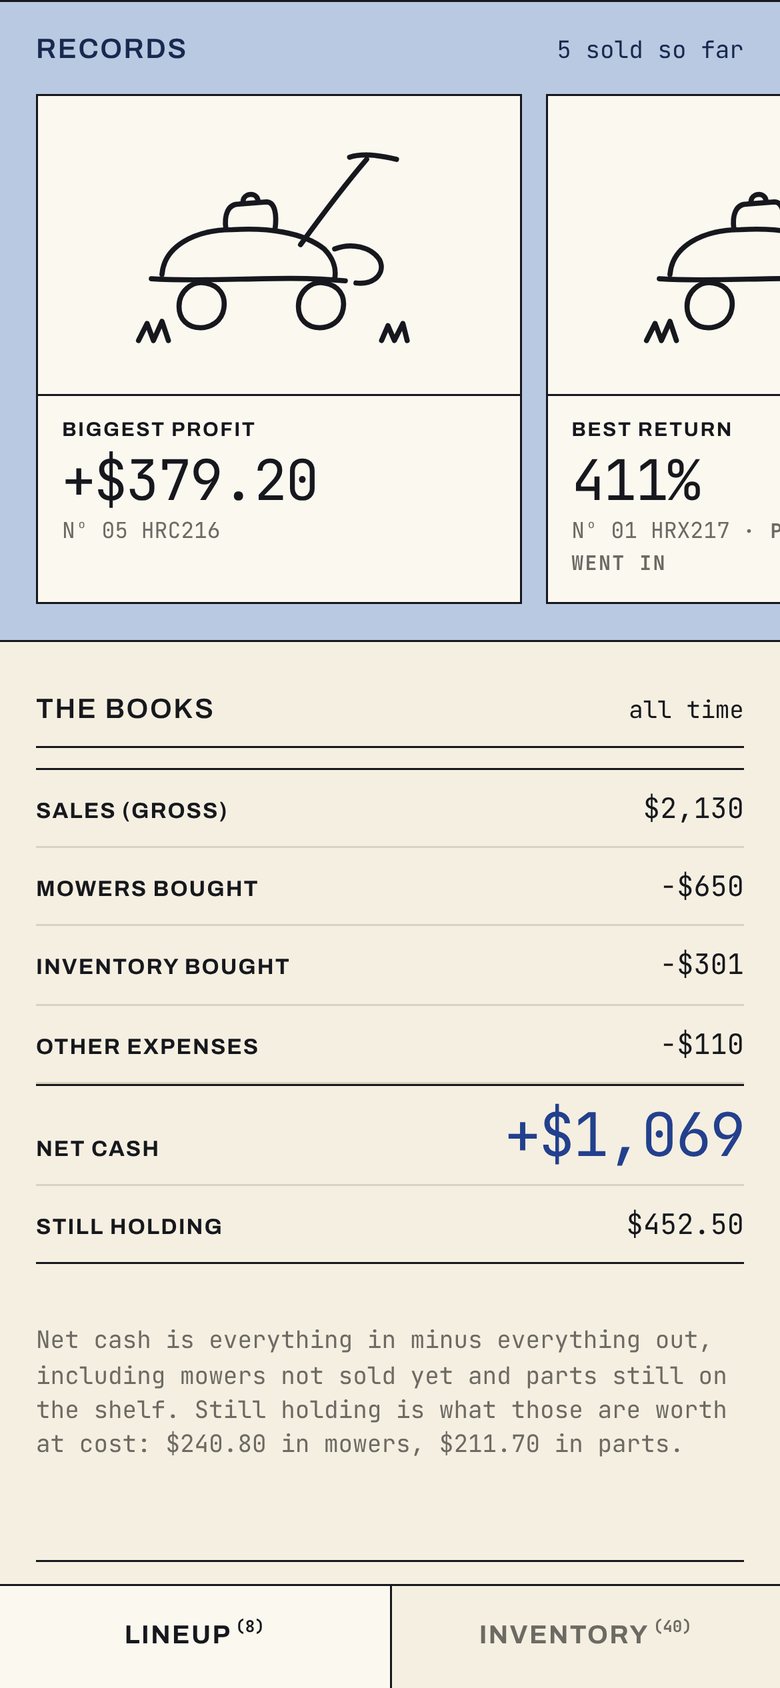 RECORDS
5 sold so far
BIGGEST PROFIT
+$379.20
Nº 05 HRC216
BEST RETURN
411%
Nº 01 HRX217 ·
WENT IN
THE BOOKS
all time
SALES (GROSS)
$2,130
MOWERS BOUGHT
-$650
INVENTORY BOUGHT
-$301
OTHER EXPENSES
-$110
NET CASH
+$1,069
STILL HOLDING
$452.50
Net cash is everything in minus everything out,
including mowers not sold yet and parts still on
the shelf. Still holding is what those are worth
at cost: $240.80 in mowers, $211.70 in parts.
LINEUP (8)
INVENTORY (40)